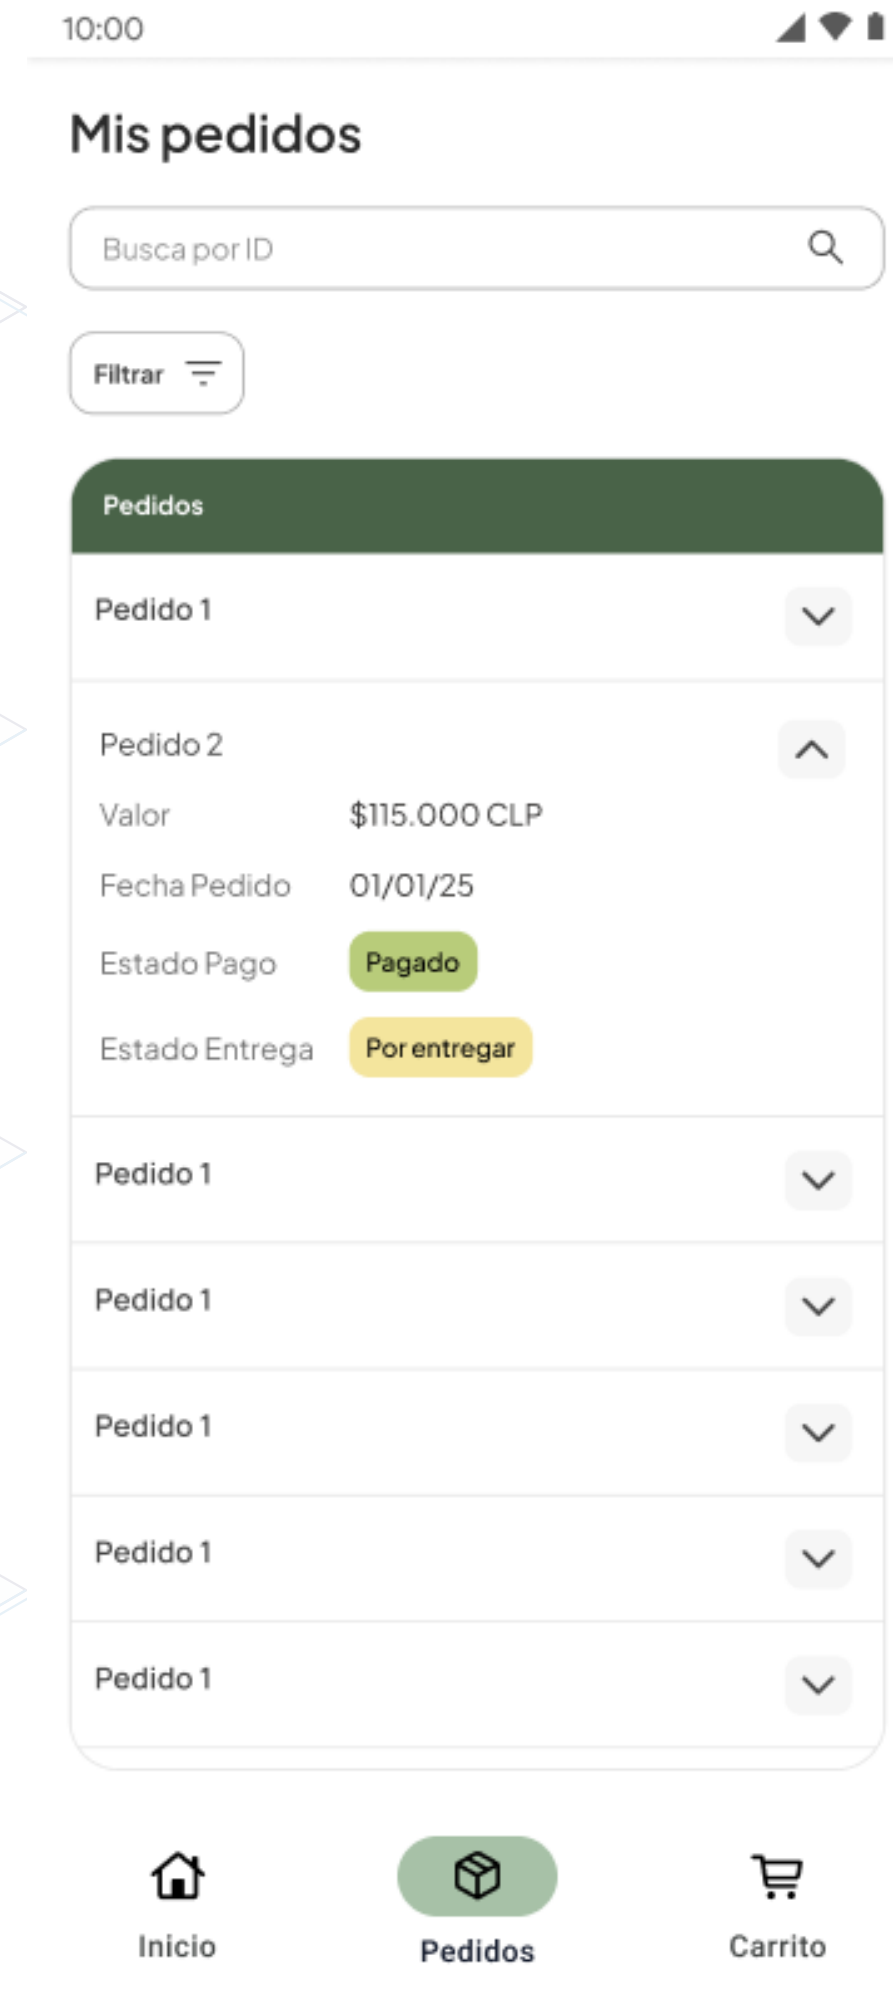 10:00
Mis pedidos
Busca por ID
Filtrar
Pedidos
Pedido 1
Pedido 2
Valor $115.000 CLP
Fecha Pedido 01/01/25
Estado Pago Pagado
Estado Entrega Por entregar
Pedido 1
Pedido 1
Pedido 1
Pedido 1
Pedido 1
Inicio Pedidos Carrito